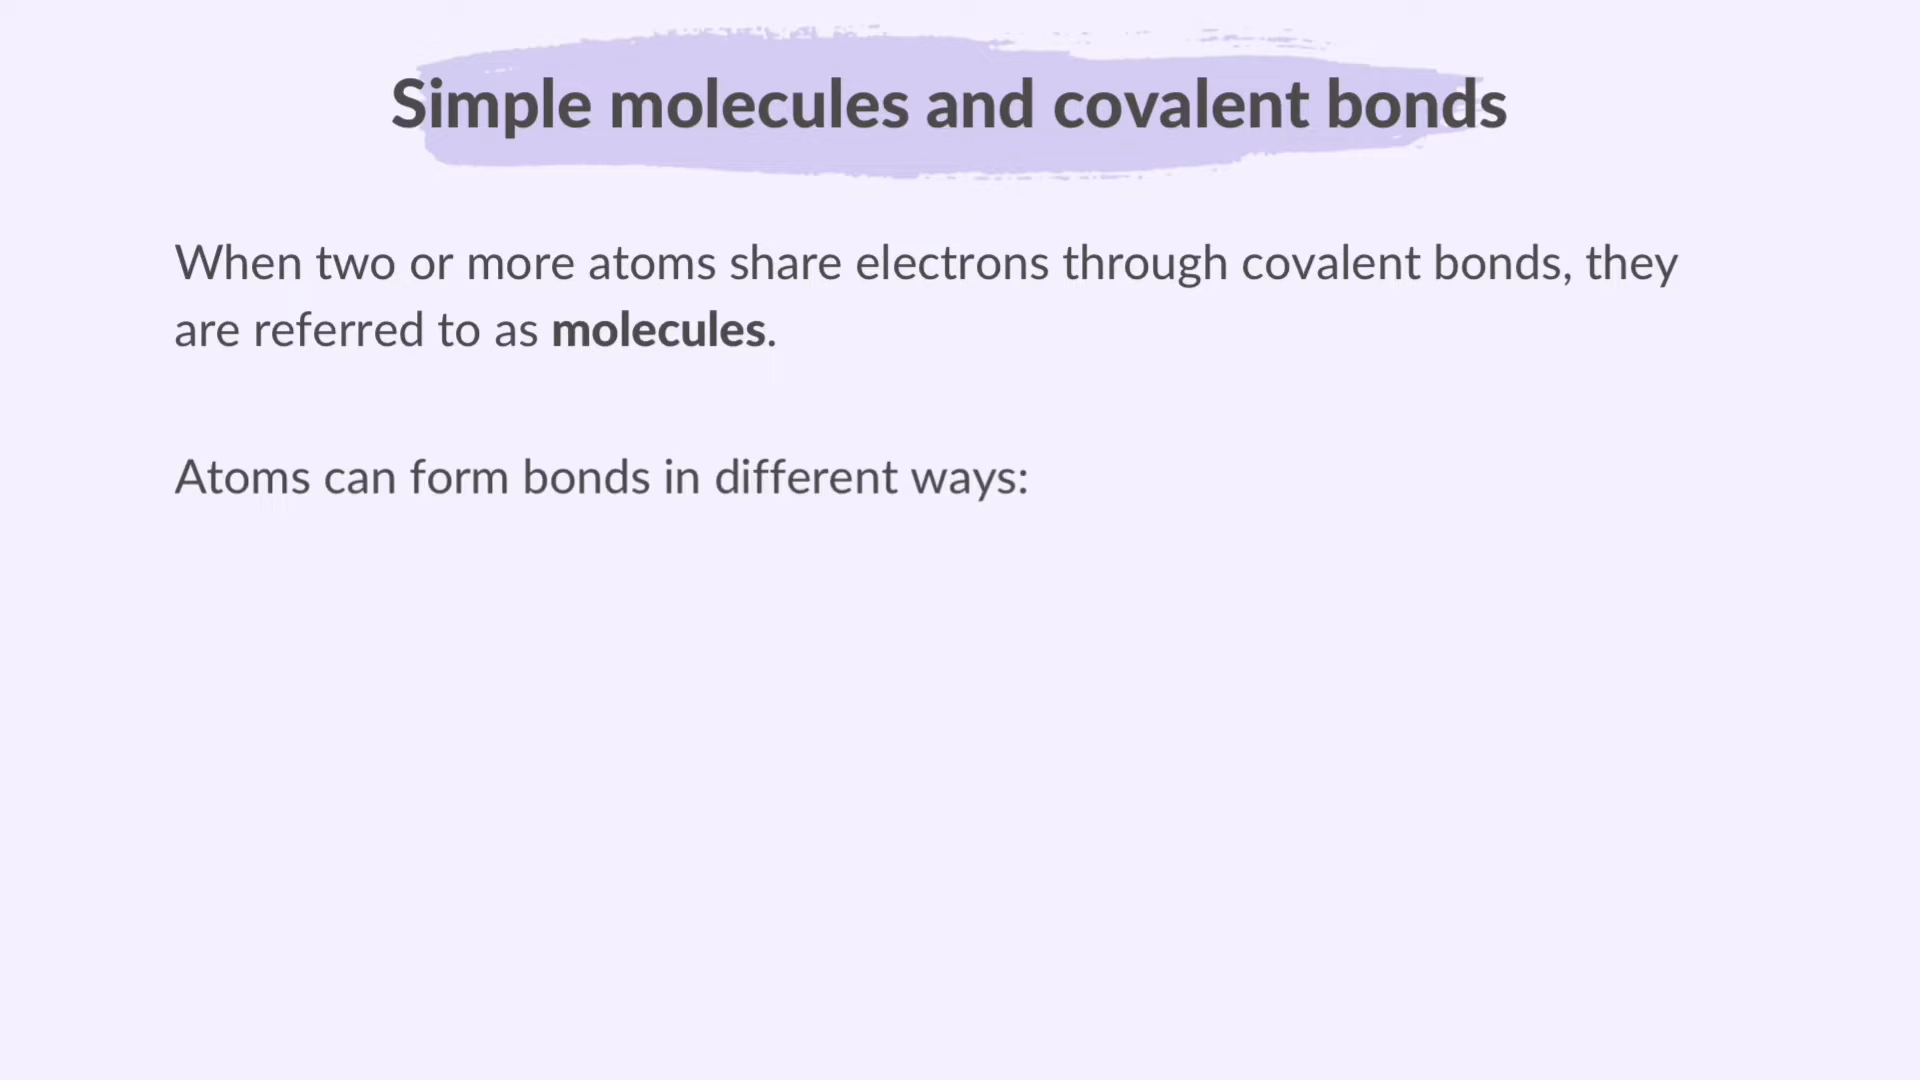 Simple molecules and covalent bonds
When two or more atoms share electrons through covalent bonds, they
are referred to as molecules.
Atoms can form bonds in different ways: